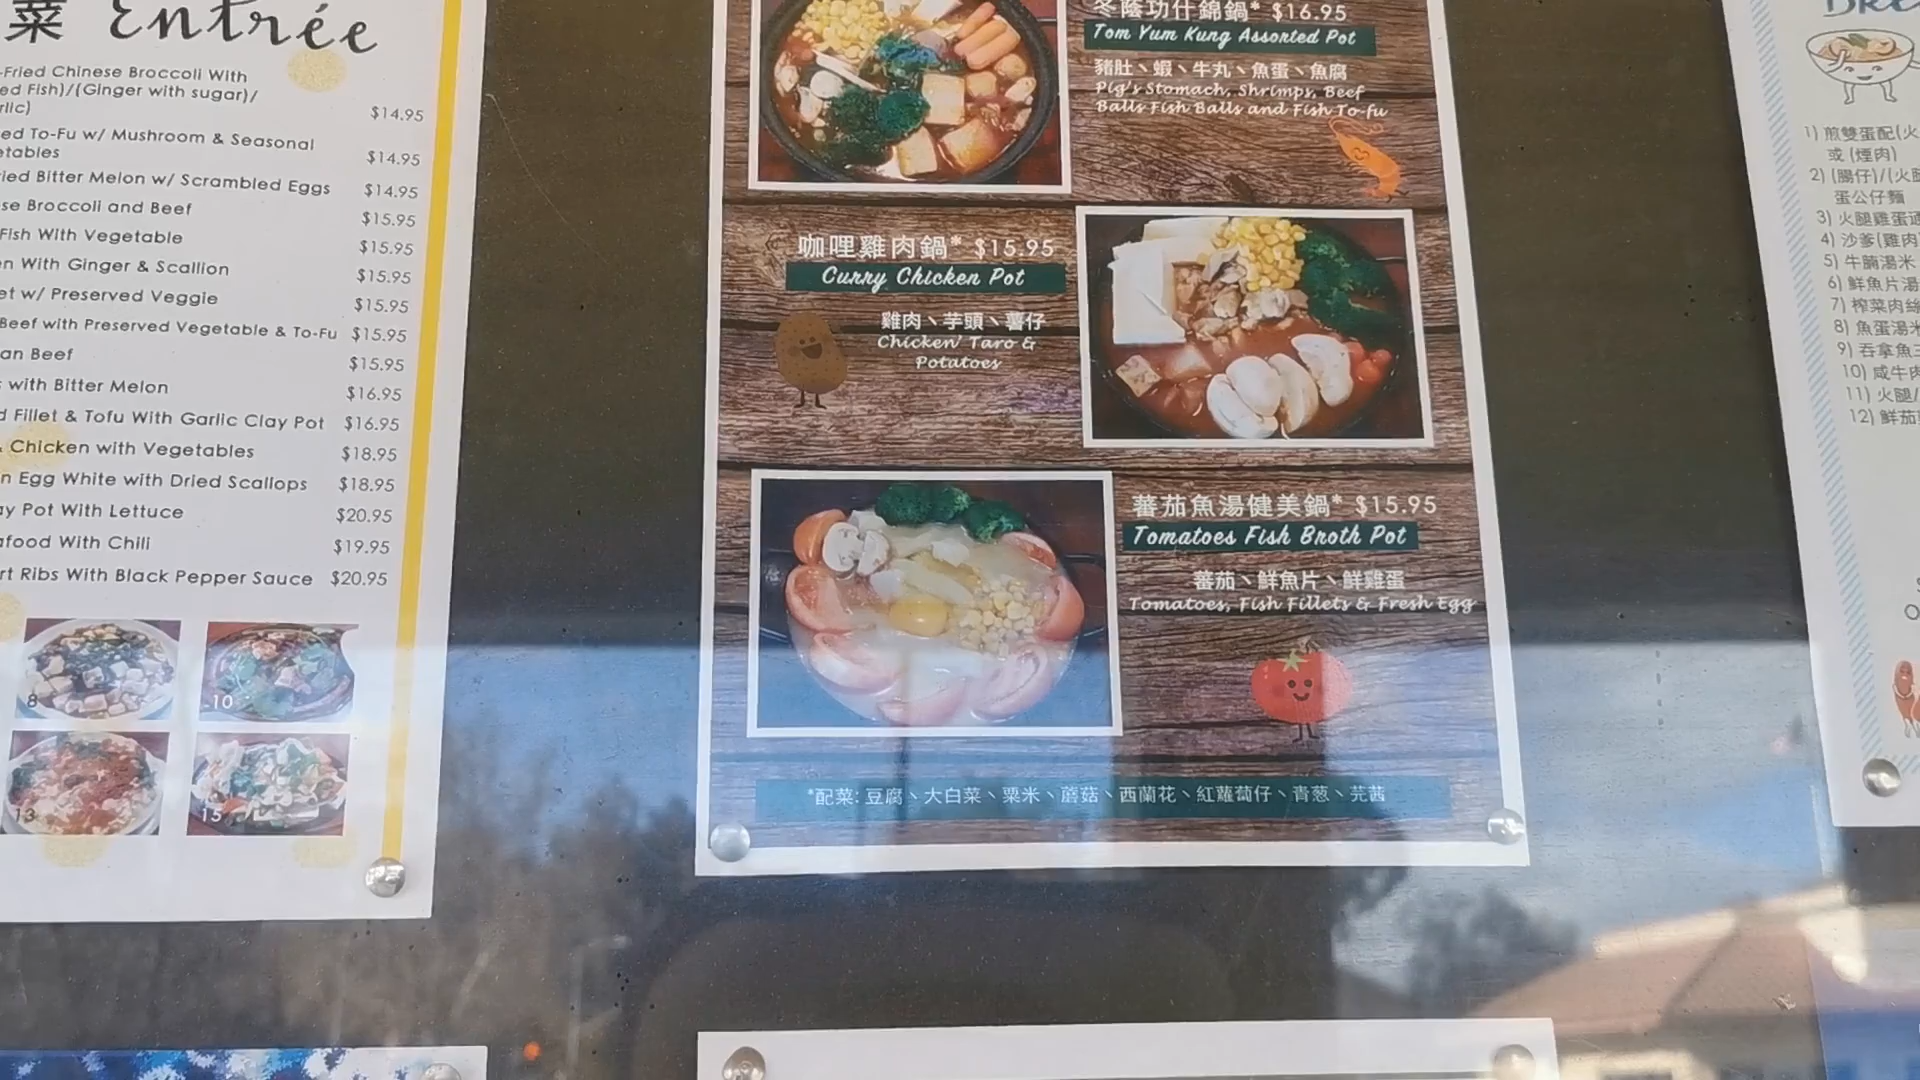 菜 Entrée
-Fried Chinese Broccoli With
ed Fish)/(Ginger with sugar)/
rlic) $14.95
ed To-Fu w/ Mushroom & Seasonal
etables $14.95
ied Bitter Melon w/ Scrambled Eggs $14.95
se Broccoli and Beef $15.95
Fish With Vegetable $15.95
n With Ginger & Scallion $15.95
et w/ Preserved Veggie $15.95
Beef with Preserved Vegetable & To-Fu $15.95
an Beef $15.95
s with Bitter Melon $16.95
d Fillet & Tofu With Garlic Clay Pot $16.95
Chicken with Vegetables $18.95
n Egg White with Dried Scallops $18.95
ay Pot With Lettuce $20.95
afood With Chili $19.95
rt Ribs With Black Pepper Sauce $20.95
8
10
13
15
冬蔭功什錦鍋* $16.95
Tom Yum Kung Assorted Pot
豬肚、蝦、牛丸、魚蛋、魚腐
Pig's Stomach, Shrimps, Beef
Balls Fish Balls and Fish To-fu
咖哩雞肉鍋* $15.95
Curry Chicken Pot
雞肉、芋頭、薯仔
Chicken' Taro &
Potatoes
蕃茄魚湯健美鍋* $15.95
Tomatoes Fish Broth Pot
蕃茄、鮮魚片、鮮雞蛋
Tomatoes, Fish Fillets & Fresh Egg
*配菜: 豆腐、大白菜、粟米、蘑菇、西蘭花、紅蘿蔔仔、青葱、芫茜
1) 煎雙蛋配(火
或 (煙肉)
2) (腸仔)/(火腿
蛋公仔麵
3) 火腿雞蛋通
4) 沙爹(雞肉
5) 牛腩湯米
6) 鮮魚片湯
7) 榨菜肉絲
8) 魚蛋湯米
9) 吞拿魚三
10) 咸牛肉
11) 火腿/
12) 鮮茄